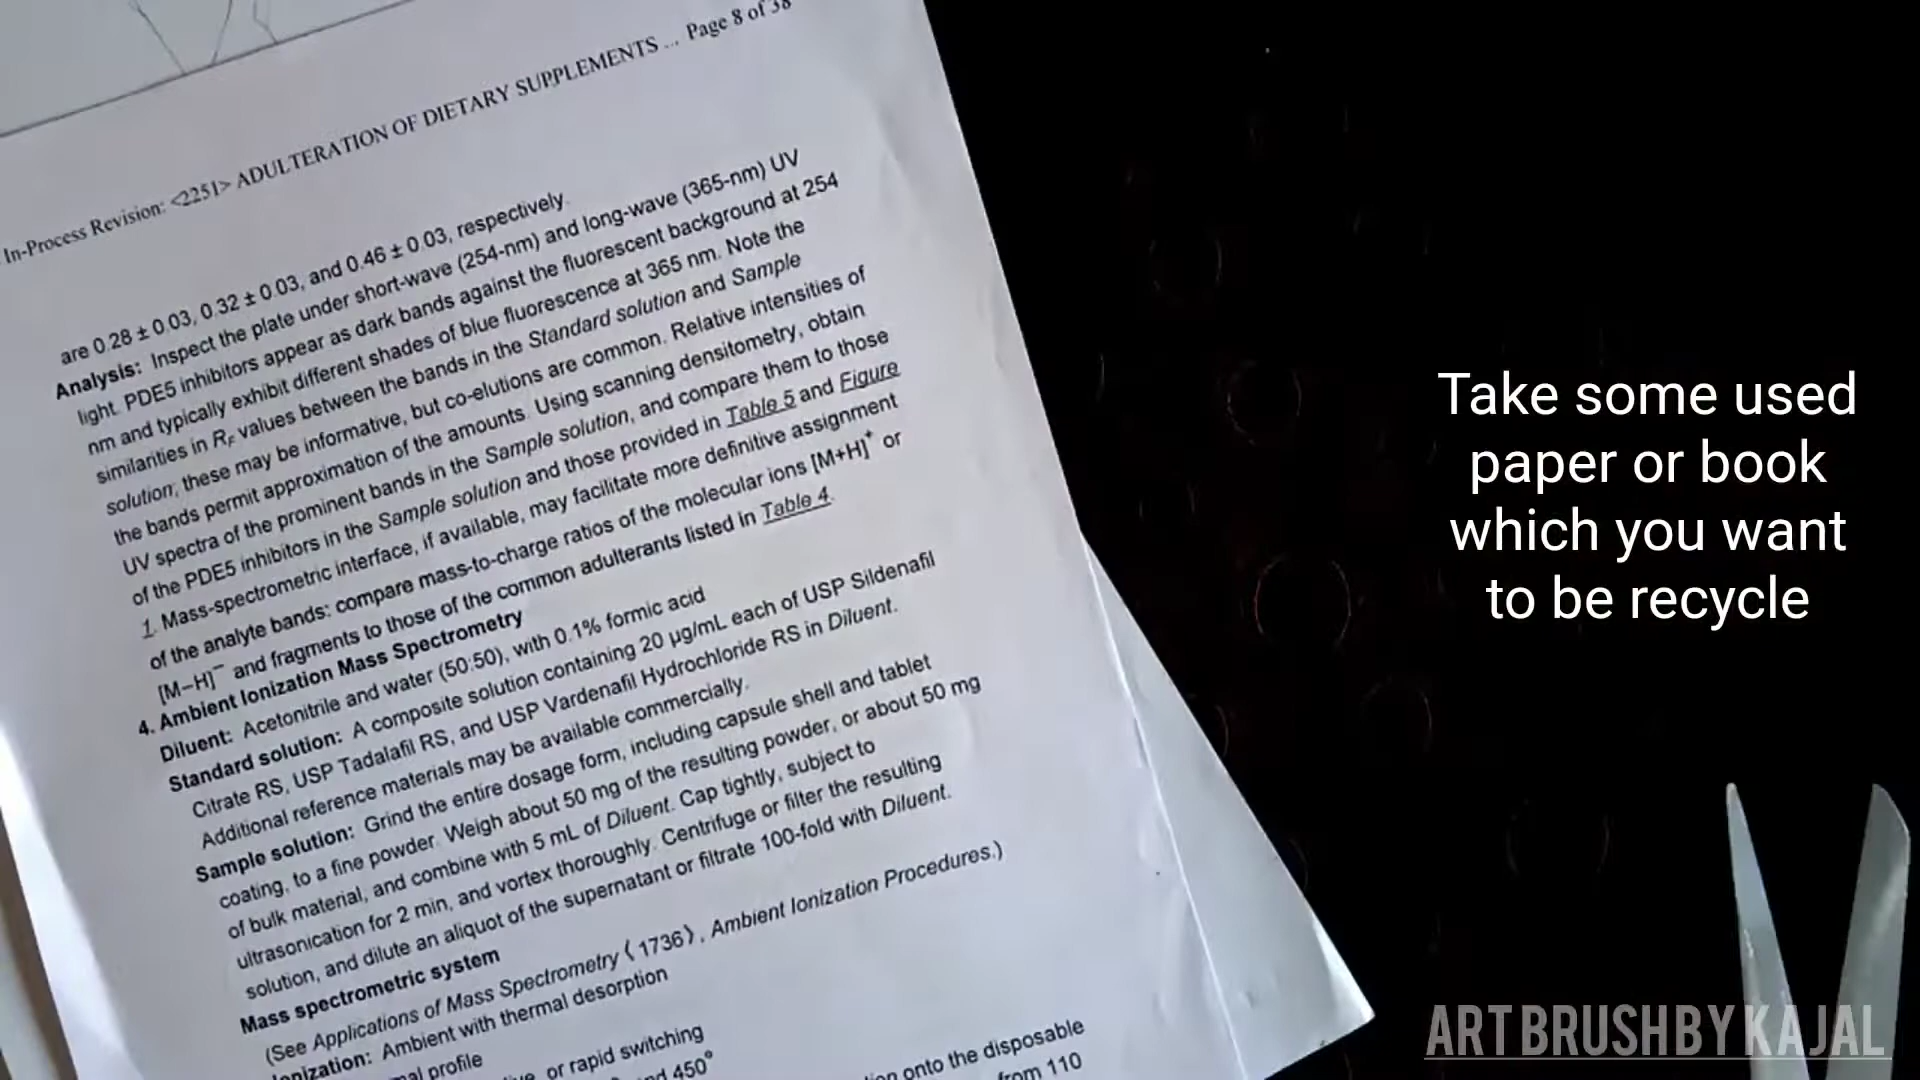 In-Process Revision: <2251> ADULTERATION OF DIETARY SUPPLEMENTS ... Page 8 of 38
are 0.28 ± 0.03, 0.32 ± 0.03, and 0.46 ± 0.03, respectively.
Analysis: Inspect the plate under short-wave (254-nm) and long-wave (365-nm) UV
light. PDE5 inhibitors appear as dark bands against the fluorescent background at 254
nm and typically exhibit different shades of blue fluorescence at 365 nm. Note the
similarities in RF values between the bands in the Standard solution and Sample
solution; these may be informative, but co-elutions are common. Relative intensities of
the bands permit approximation of the amounts. Using scanning densitometry, obtain
UV spectra of the prominent bands in the Sample solution, and compare them to those
of the PDE5 inhibitors in the Sample solution and those provided in Table 5 and Figure
1. Mass-spectrometric interface, if available, may facilitate more definitive assignment
of the analyte bands: compare mass-to-charge ratios of the molecular ions [M+H]+ or
[M–H]– and fragments to those of the common adulterants listed in Table 4.
4. Ambient Ionization Mass Spectrometry
Diluent: Acetonitrile and water (50:50), with 0.1% formic acid
Standard solution: A composite solution containing 20 µg/mL each of USP Sildenafil
Citrate RS, USP Tadalafil RS, and USP Vardenafil Hydrochloride RS in Diluent.
Additional reference materials may be available commercially.
Sample solution: Grind the entire dosage form, including capsule shell and tablet
coating, to a fine powder. Weigh about 50 mg of the resulting powder, or about 50 mg
of bulk material, and combine with 5 mL of Diluent. Cap tightly, subject to
ultrasonication for 2 min, and vortex thoroughly. Centrifuge or filter the resulting
solution, and dilute an aliquot of the supernatant or filtrate 100-fold with Diluent.
Mass spectrometric system
(See Applications of Mass Spectrometry 〈1736〉, Ambient Ionization Procedures.)
Ionization: Ambient with thermal desorption
profile
or rapid switching
and 450°
onto the disposable
from 110
Take some used
paper or book
which you want
to be recycle
ART BRUSH BY KAJAL